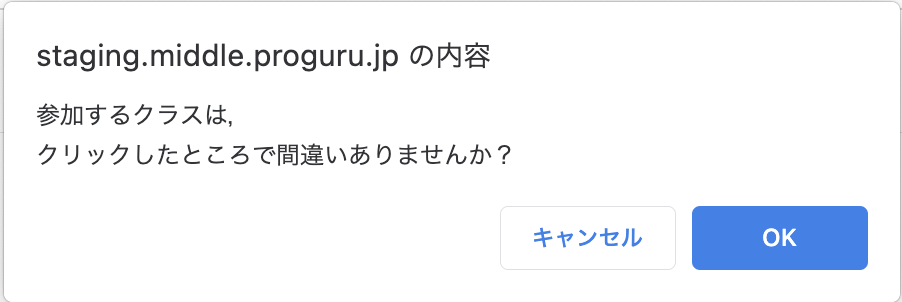 staging.middle.proguru.jp の内容
参加するクラスは,
クリックしたところで間違いありませんか？
キャンセル
OK